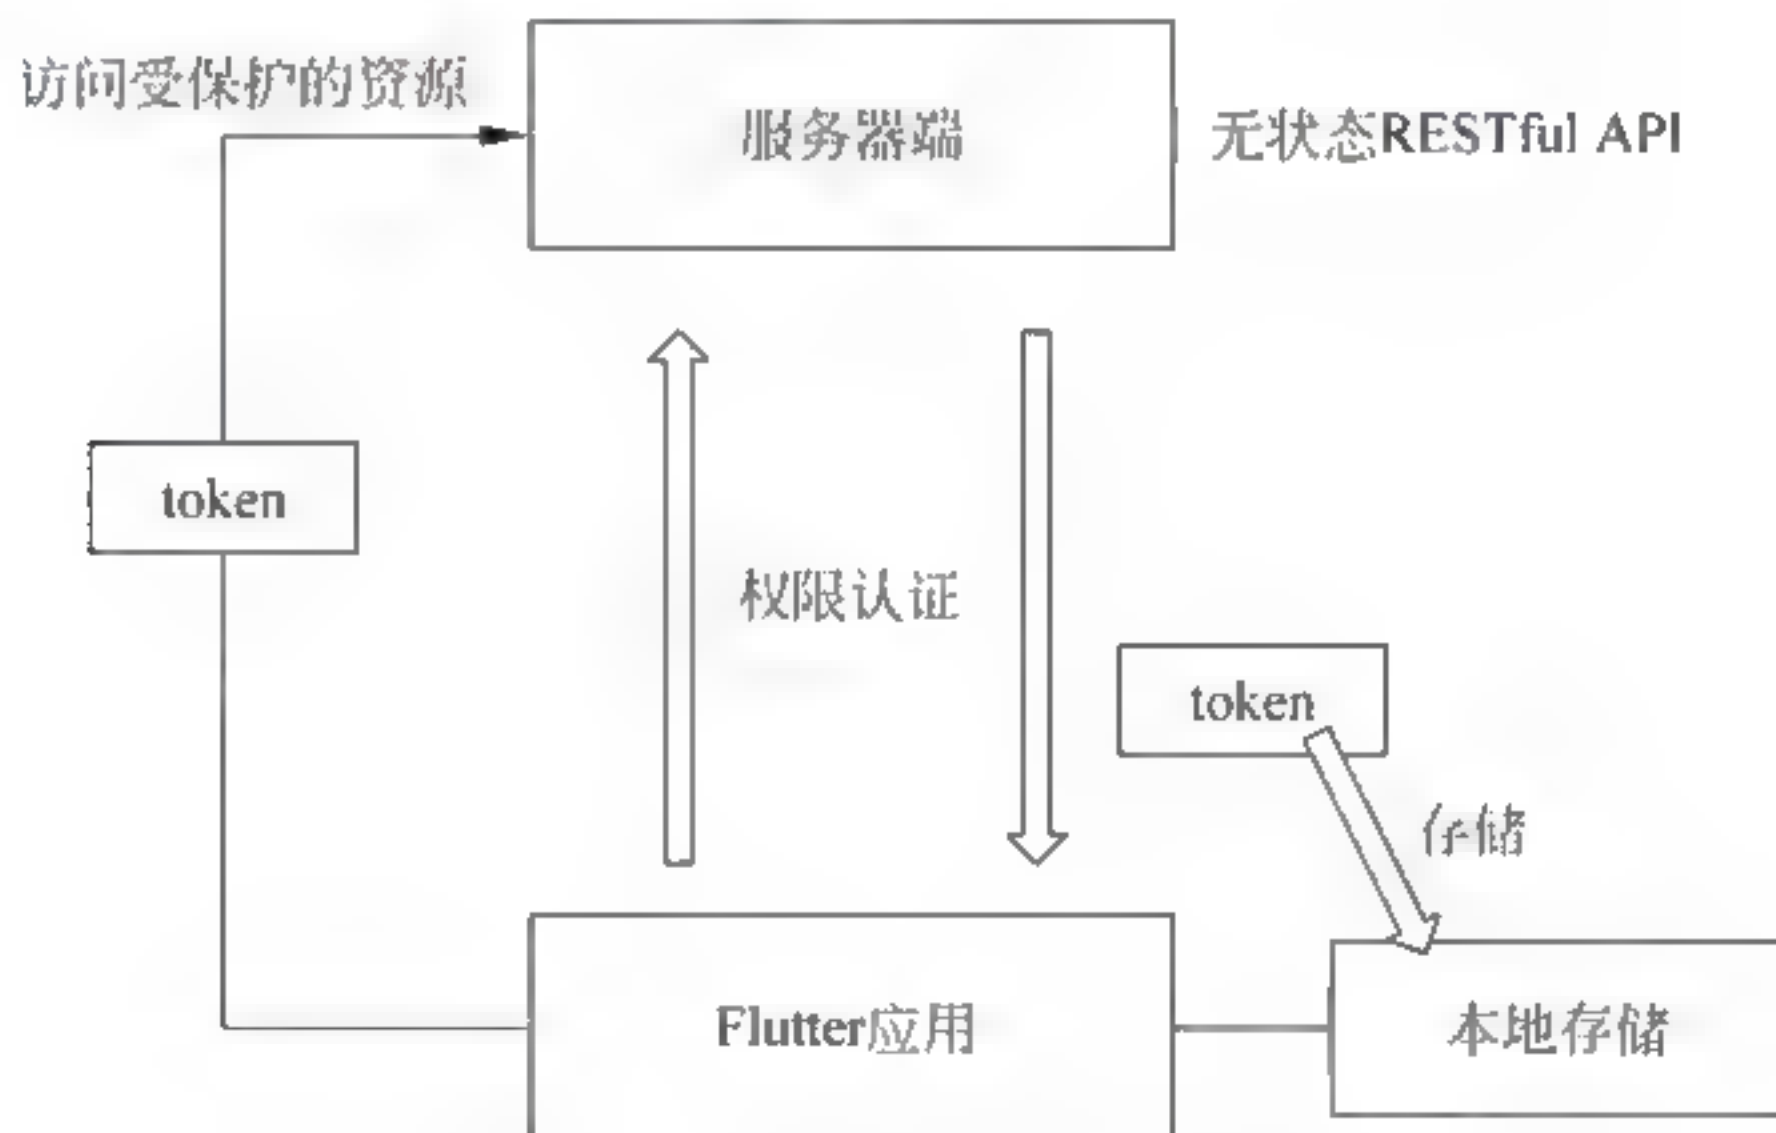 访问受保护的资源
服务器端
无状态RESTful API
token
权限认证
token
存储
Flutter应用
本地存储